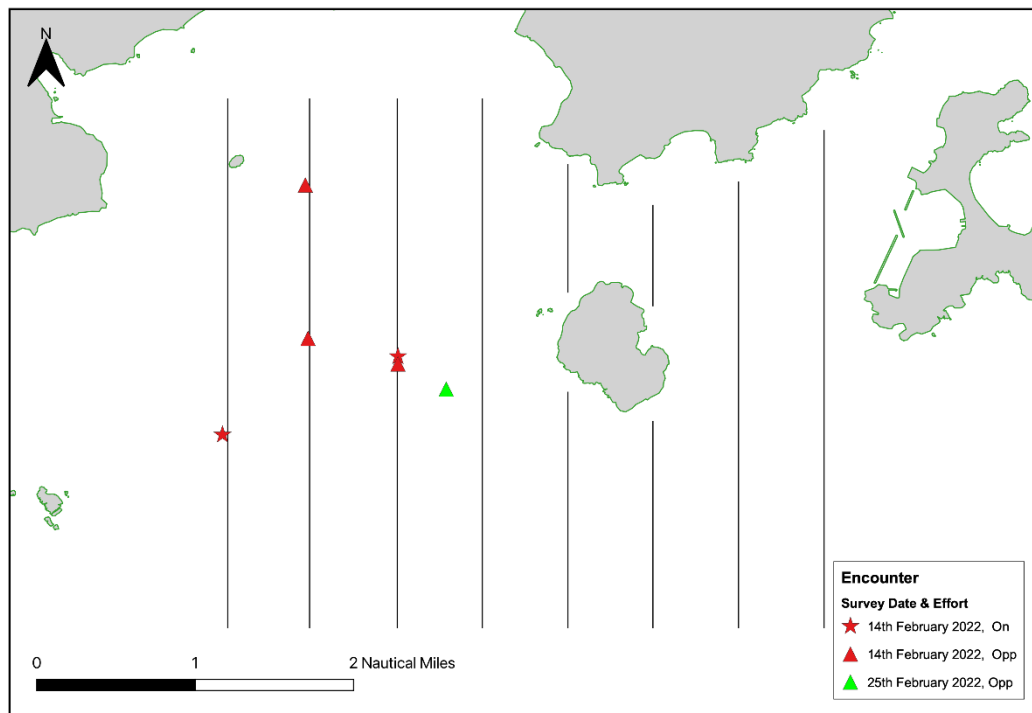 N
0 1 2 Nautical Miles
Encounter
Survey Date & Effort
14th February 2022, On
14th February 2022, Opp
25th February 2022, Opp